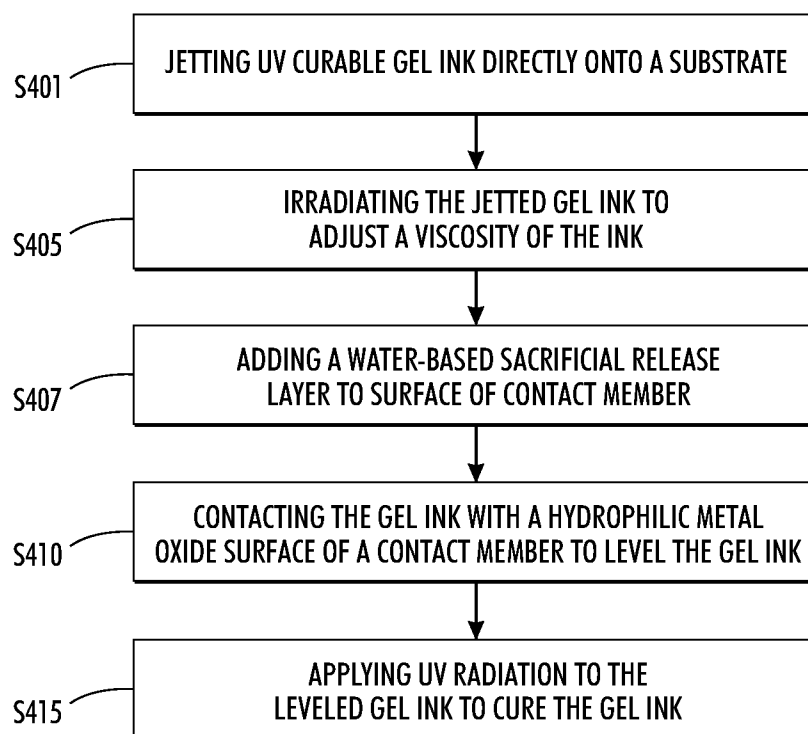 S401
JETTING UV CURABLE GEL INK DIRECTLY ONTO A SUBSTRATE
S405
IRRADIATING THE JETTED GEL INK TO
ADJUST A VISCOSITY OF THE INK
S407
ADDING A WATER-BASED SACRIFICIAL RELEASE
LAYER TO SURFACE OF CONTACT MEMBER
S410
CONTACTING THE GEL INK WITH A HYDROPHILIC METAL
OXIDE SURFACE OF A CONTACT MEMBER TO LEVEL THE GEL INK
S415
APPLYING UV RADIATION TO THE
LEVELED GEL INK TO CURE THE GEL INK